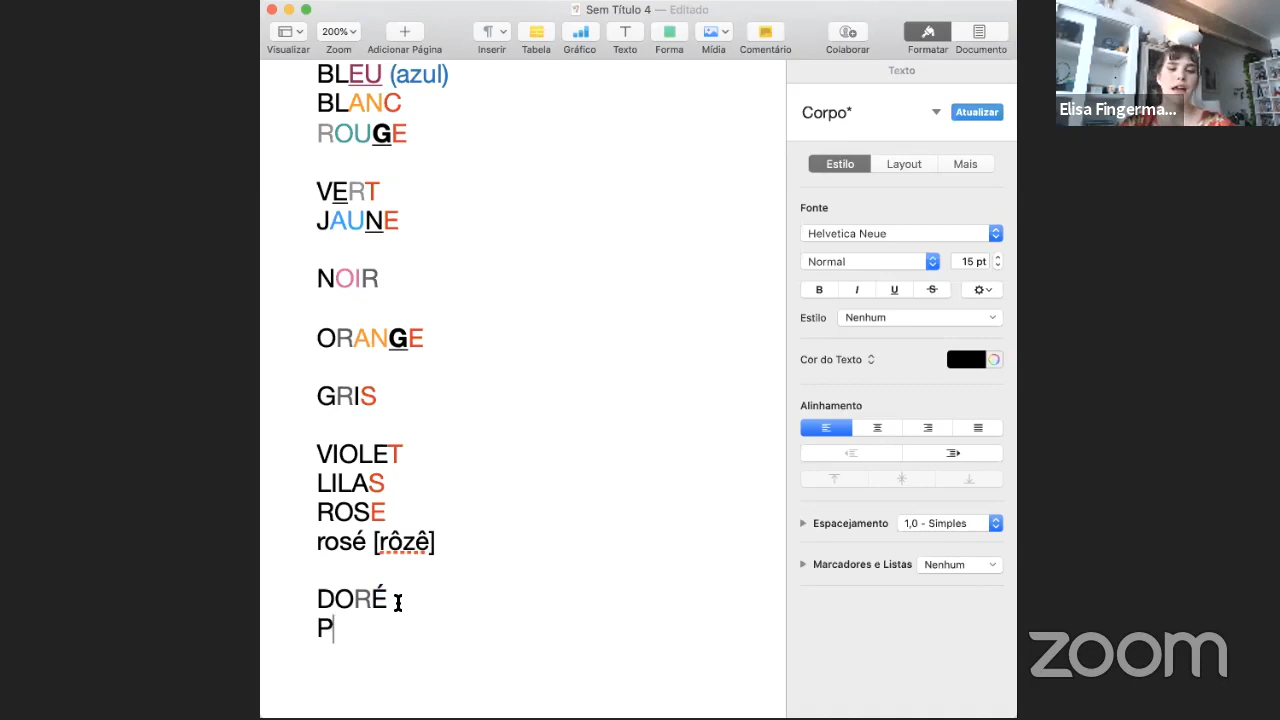 Sem Título 4 — Editado
200%
Visualizar Zoom Adicionar Página Inserir Tabela Gráfico Texto Forma Mídia Comentário Colaborar Formatar Documento
BLEU (azul)
BLANC
ROUGE
VERT
JAUNE
NOIR
ORANGE
GRIS
VIOLET
LILAS
ROSE
rosé [rôzê]
DORÉ
P
Texto
Corpo*
Atualizar
Estilo Layout Mais
Fonte
Helvetica Neue
Normal 15 pt
B I U S
Estilo Nenhum
Cor do Texto
Alinhamento
Espacejamento 1,0 - Simples
Marcadores e Listas Nenhum
Elisa Fingerma...
zoom